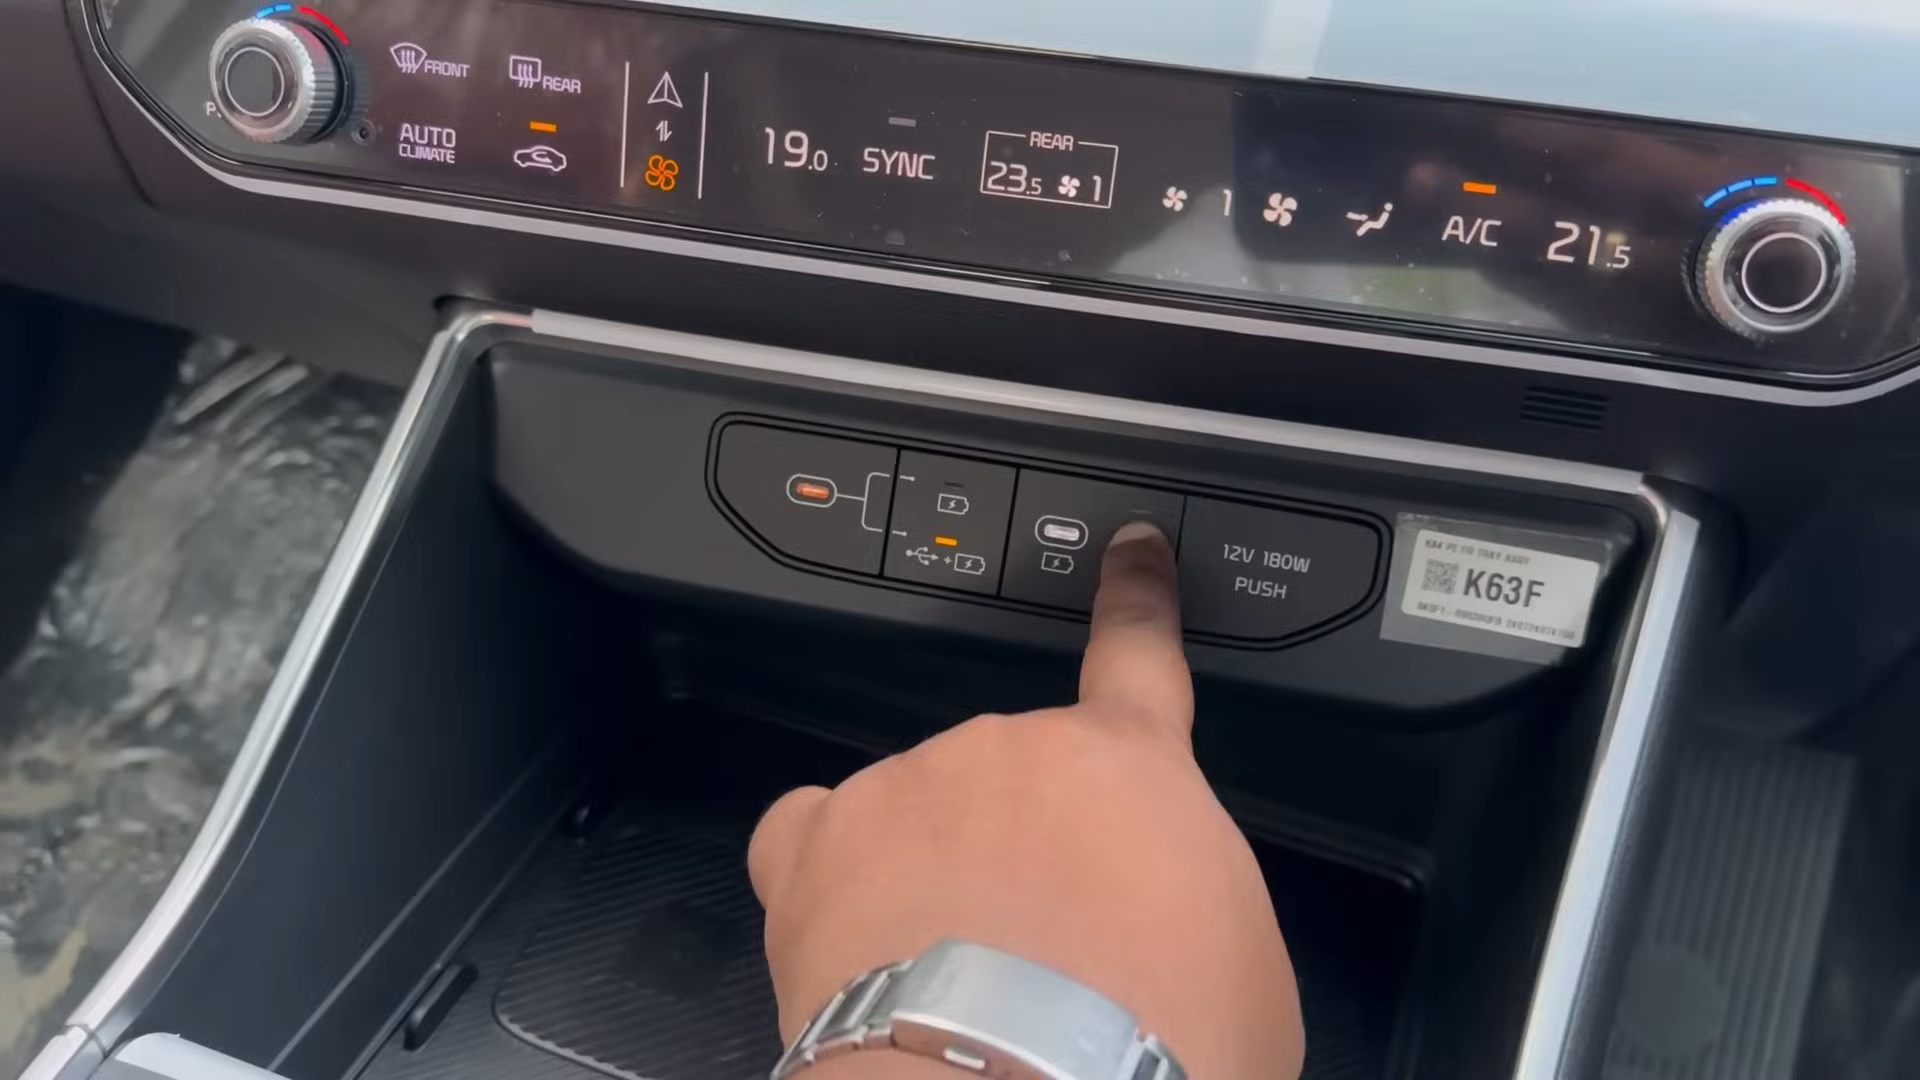 FRONT
REAR
AUTO
CLIMATE
19.0
SYNC
REAR
23.5 1
1
A/C
21.5
12V 180W
PUSH
K63F